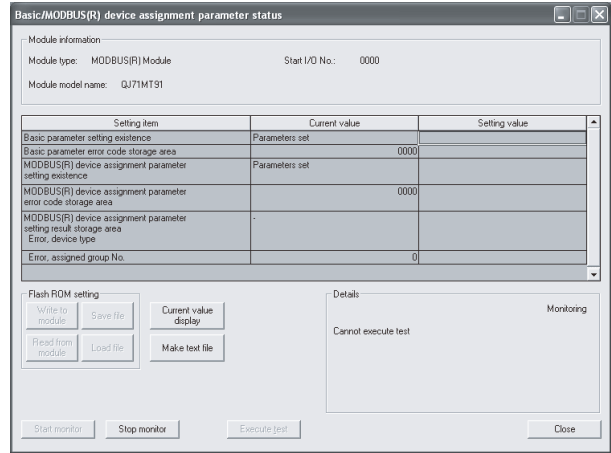 Basic/MODBUS(R) device assignment parameter status
Module information
Module type: MODBUS(R) Module Start I/O No.: 0000
Module model name: QJ71MT91
Setting item Current value Setting value
Basic parameter setting existence Parameters set
Basic parameter error code storage area 0000
MODBUS(R) device assignment parameter Parameters set
setting existence
MODBUS(R) device assignment parameter 0000
error code storage area
MODBUS(R) device assignment parameter -
setting result storage area
Error, device type
Error, assigned group No. 0
Flash ROM setting
Write to
module
Save file
Read from
module
Load file
Current value
display
Make text file
Details
Monitoring
Cannot execute test
Start monitor Stop monitor Execute test Close